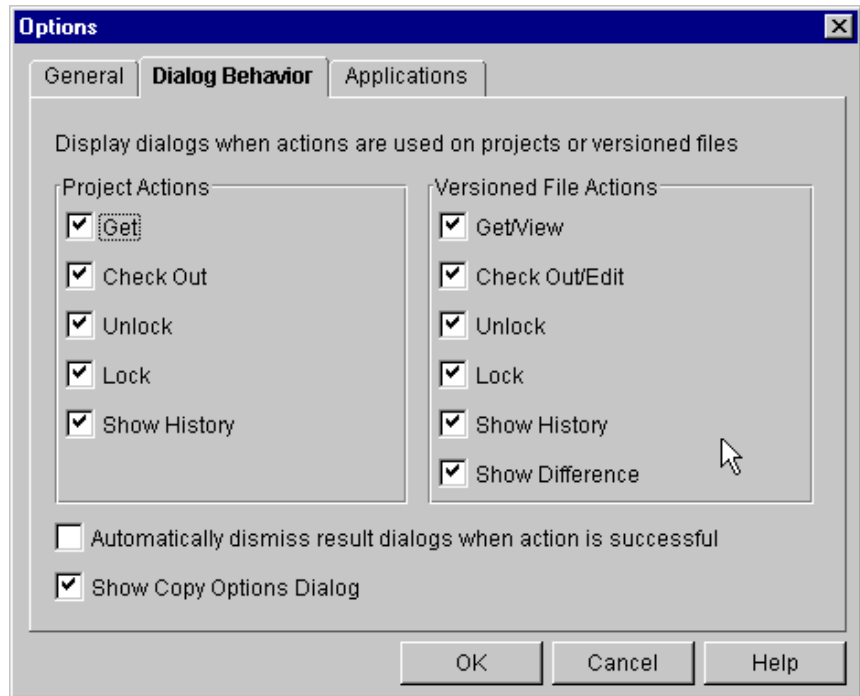 Options
General
Dialog Behavior
Applications
Display dialogs when actions are used on projects or versioned files
Project Actions
Get
Check Out
Unlock
Lock
Show History
Versioned File Actions
Get/View
Check Out/Edit
Unlock
Lock
Show History
Show Difference
Automatically dismiss result dialogs when action is successful
Show Copy Options Dialog
OK
Cancel
Help